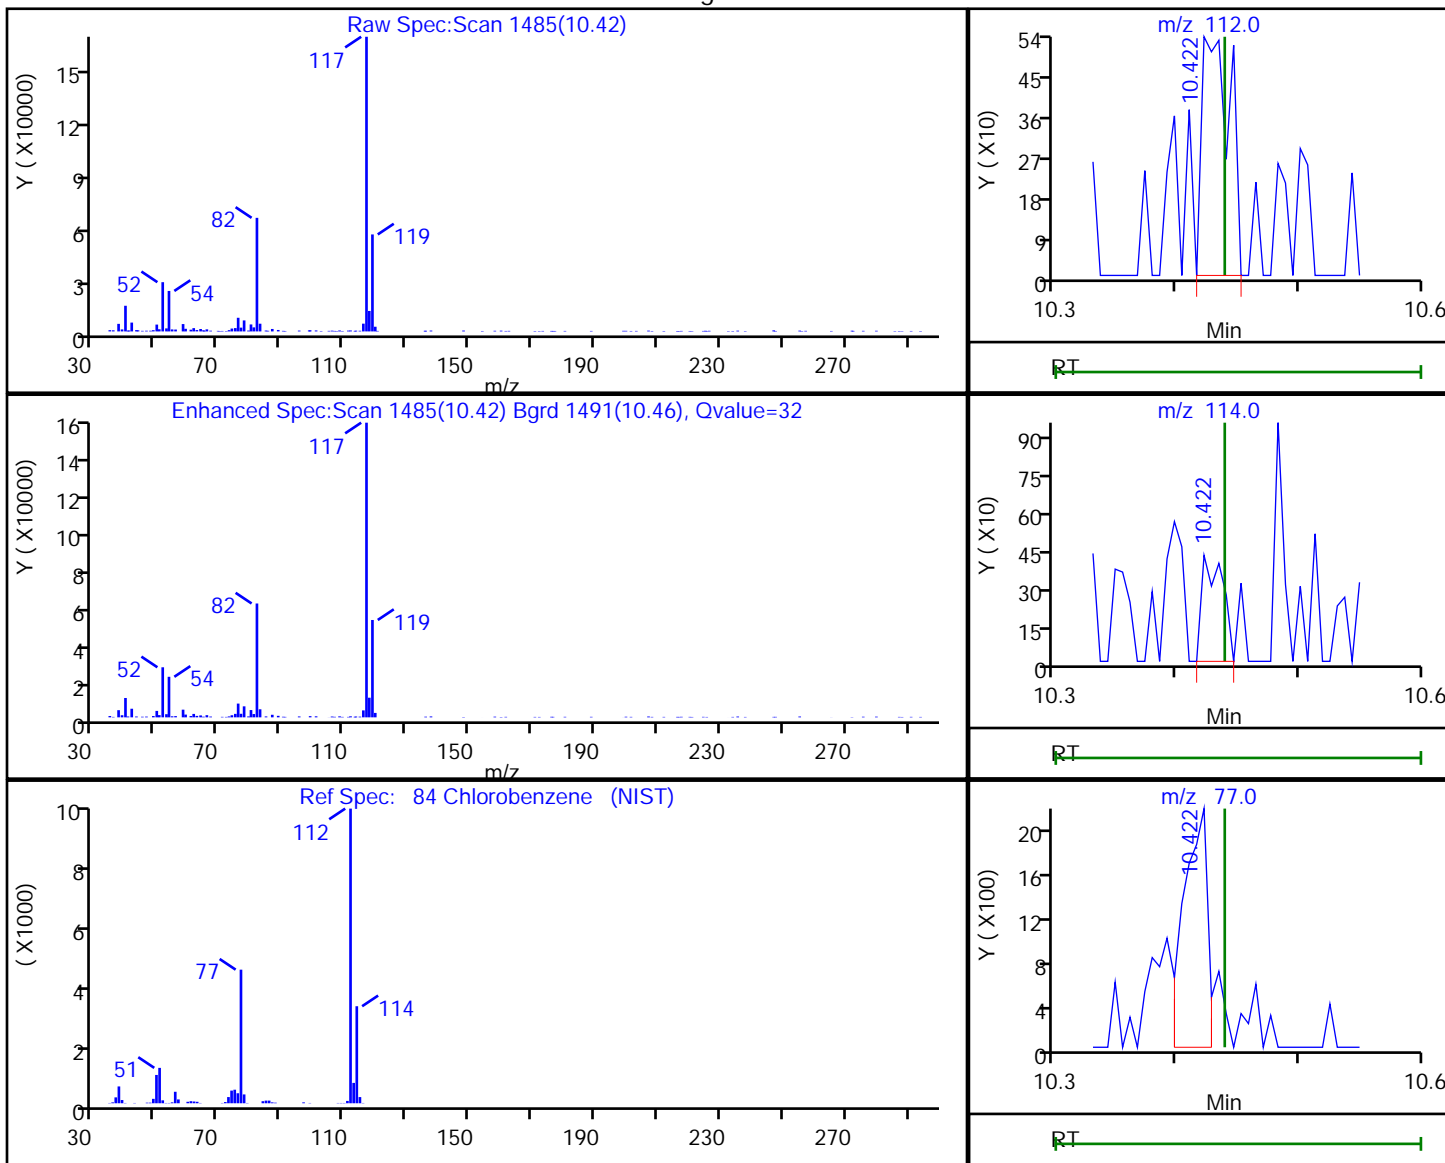 g
Raw Spec:Scan 1485(10.42)
Y ( X10000)
15
12
9
6
3
0
117
82
119
52
54
30 70 110 150 190 230 270
m/z
m/z 112.0
Y ( X10)
54
45
36
27
18
9
0
10.422
10.3 10.6
Min
RT
Enhanced Spec:Scan 1485(10.42) Bgrd 1491(10.46), Qvalue=32
Y ( X10000)
16
14
12
10
8
6
4
2
0
117
82
119
52
54
30 70 110 150 190 230 270
m/z
m/z 114.0
Y ( X10)
90
75
60
45
30
15
0
10.422
10.3 10.6
Min
RT
Ref Spec: 84 Chlorobenzene (NIST)
( X1000)
10
8
6
4
2
0
112
77
114
51
30 70 110 150 190 230 270
m/z 77.0
Y ( X100)
20
16
12
8
4
0
10.422
10.3 10.6
Min
RT